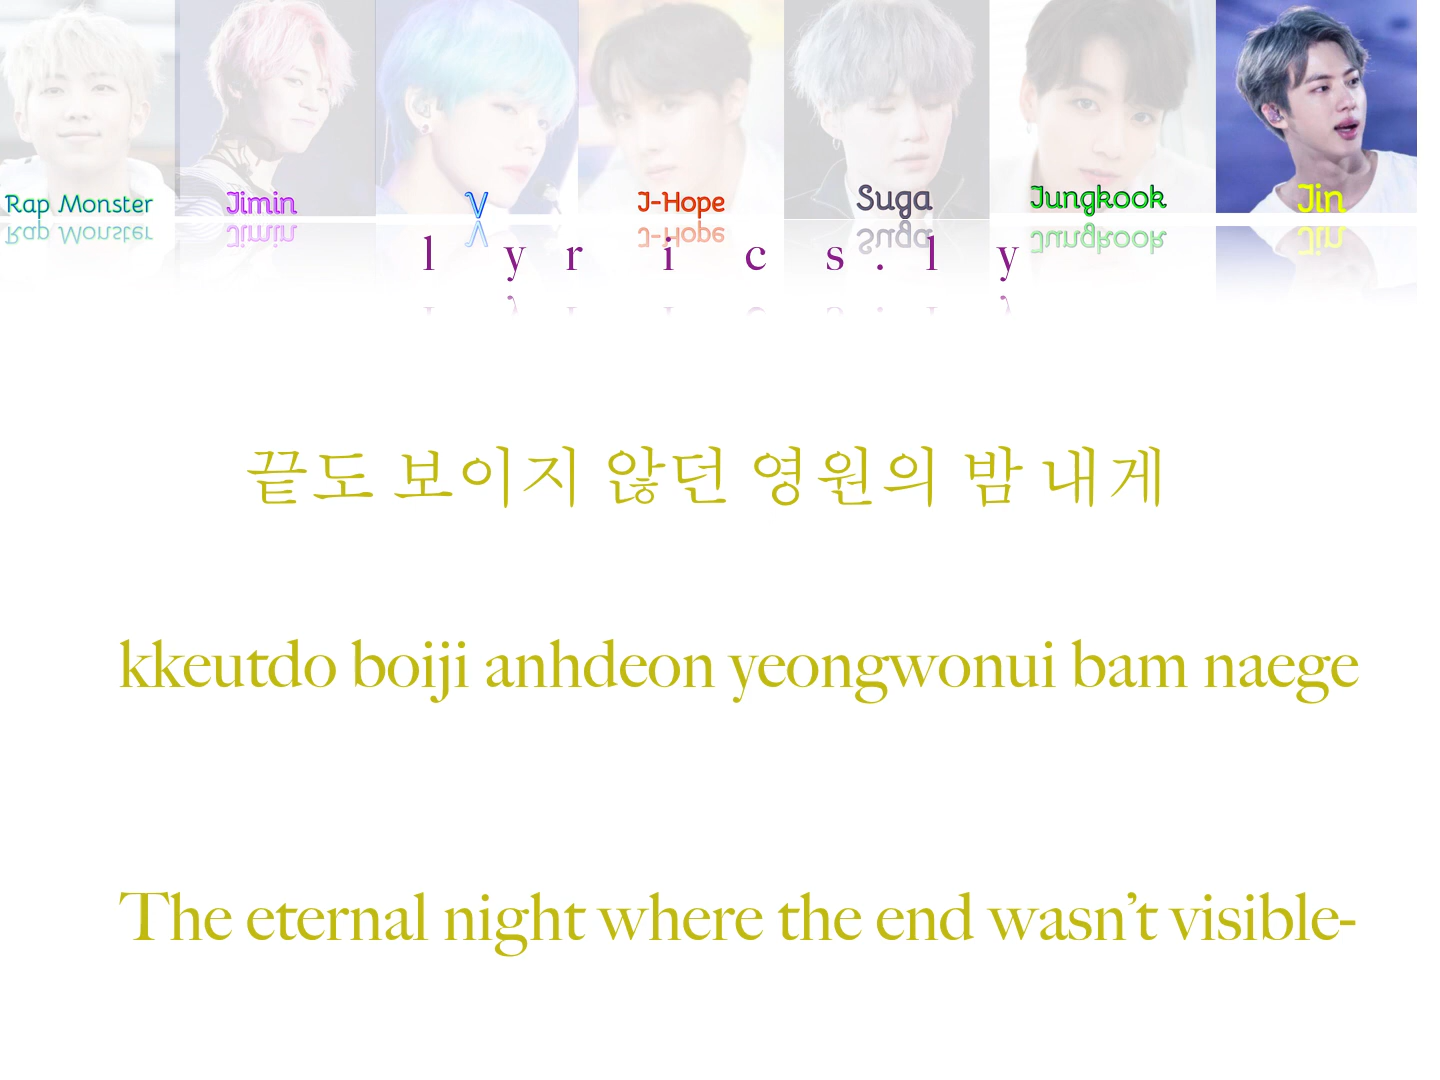 Rap Monster
Jimin
V
J-Hope
Suga
Jungkook
Jin
lyrics.ly
끝도 보이지 않던 영원의 밤 내게
kkeutdo boiji anhdeon yeongwonui bam naege
The eternal night where the end wasn't visible-